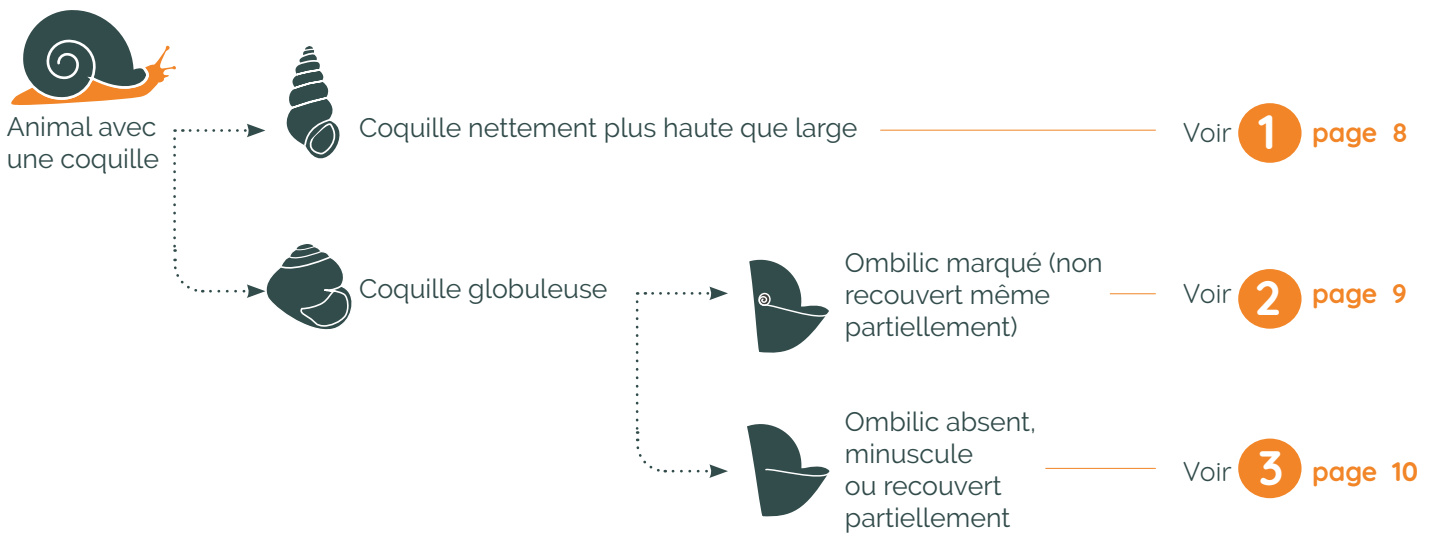 Animal avec
une coquille
Coquille nettement plus haute que large
Voir 1 page 8
Coquille globuleuse
Ombilic marqué (non
recouvert même
partiellement)
Voir 2 page 9
Ombilic absent,
minuscule
ou recouvert
partiellement
Voir 3 page 10